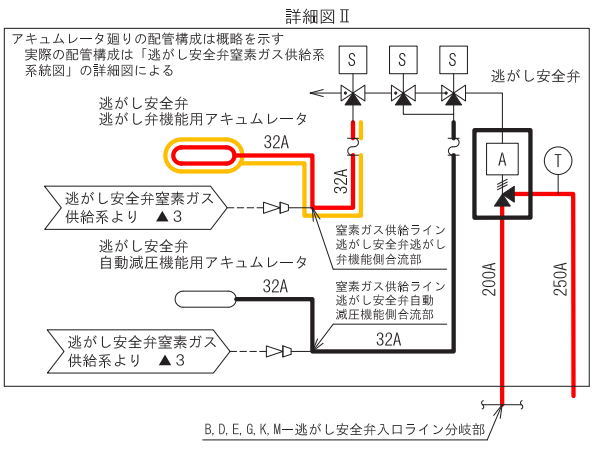 詳細図Ⅱ
アキュムレータ廻りの配管構成は概略を示す
実際の配管構成は「逃がし安全弁窒素ガス供給系
系統図」の詳細図による
S
S
S
逃がし安全弁
逃がし安全弁
逃がし弁機能用アキュムレータ
32A
32A
A
T
逃がし安全弁窒素ガス
供給系より ▲3
窒素ガス供給ライン
逃がし安全弁逃がし
弁機能側合流部
逃がし安全弁
自動減圧機能用アキュムレータ
32A
窒素ガス供給ライン
逃がし安全弁自動
減圧機能側合流部
200A
250A
逃がし安全弁窒素ガス
供給系より ▲3
32A
B, D, E, G, K, M－逃がし安全弁入口ライン分岐部